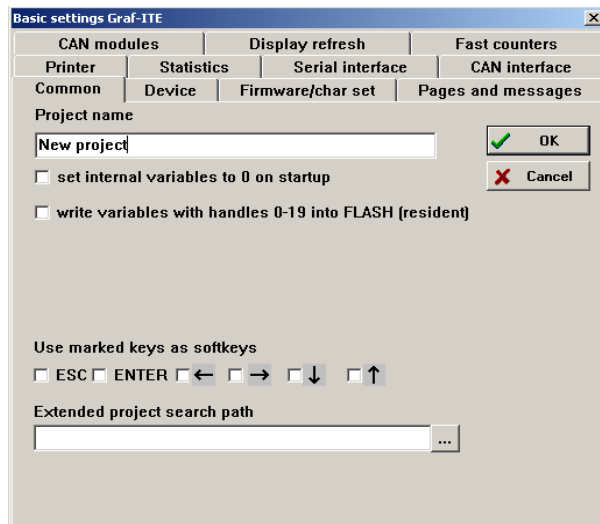 Basic settings Graf-ITE
CAN modules Display refresh Fast counters
Printer Statistics Serial interface CAN interface
Common Device Firmware/char set Pages and messages
Project name
New project
OK
set internal variables to 0 on startup
Cancel
write variables with handles 0-19 into FLASH (resident)
Use marked keys as softkeys
ESC ENTER ← → ↓ ↑
Extended project search path
...